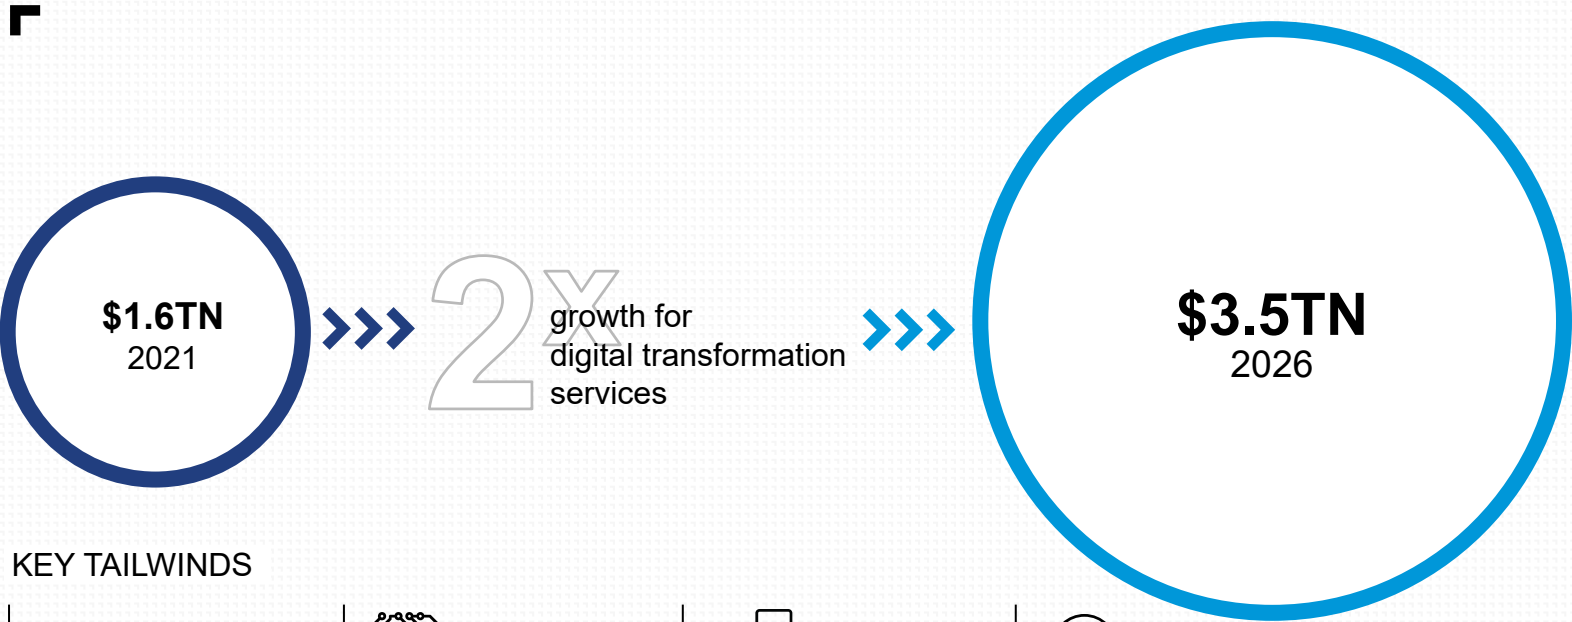 $1.6TN
2021
2x
growth for
digital transformation
services
$3.5TN
2026
KEY TAILWINDS